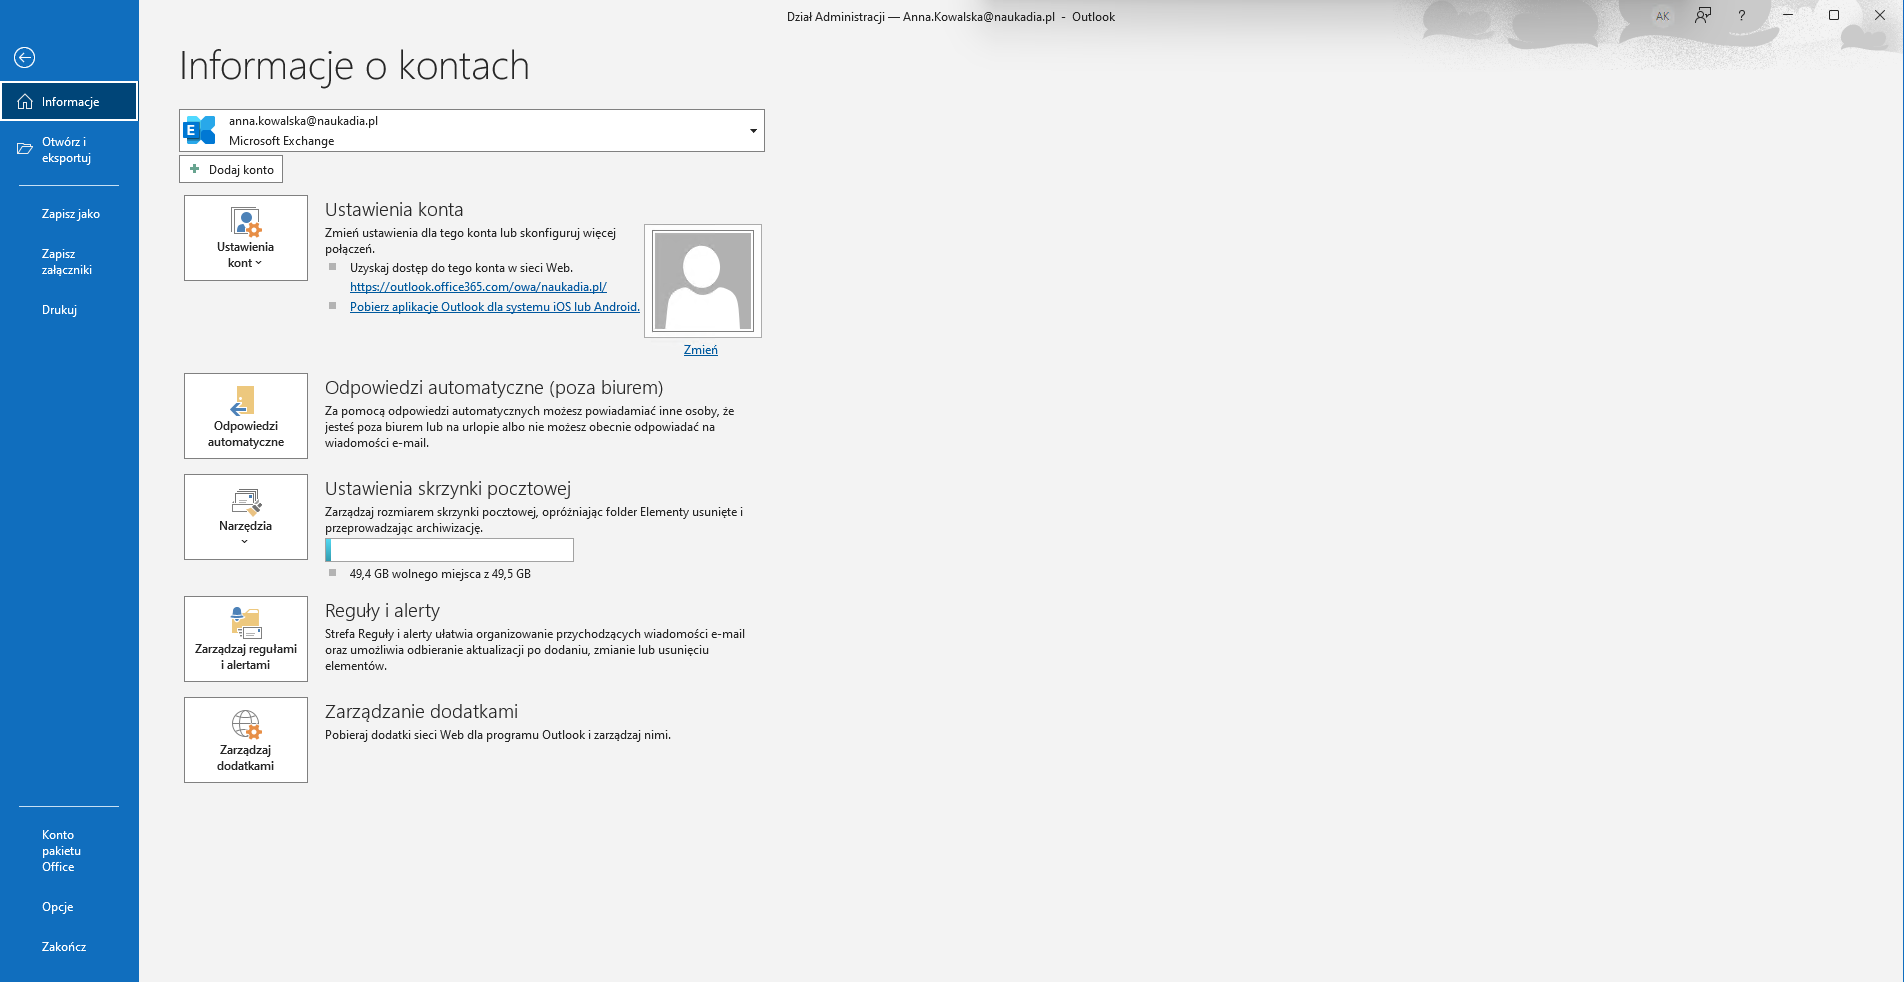 Dział Administracji — Anna.Kowalska@naukadia.pl - Outlook
AK
?
Informacje o kontach
Informacje
Otwórz i
eksportuj
Zapisz jako
Zapisz
załączniki
Drukuj
Konto
pakietu
Office
Opcje
Zakończ
E
anna.kowalska@naukadia.pl
Microsoft Exchange
Dodaj konto
Ustawienia
kont
Ustawienia konta
Zmień ustawienia dla tego konta lub skonfiguruj więcej
połączeń.
Uzyskaj dostęp do tego konta w sieci Web.
https://outlook.office365.com/owa/naukadia.pl/
Pobierz aplikację Outlook dla systemu iOS lub Android.
Zmień
Odpowiedzi
automatyczne
Odpowiedzi automatyczne (poza biurem)
Za pomocą odpowiedzi automatycznych możesz powiadamiać inne osoby, że
jesteś poza biurem lub na urlopie albo nie możesz obecnie odpowiadać na
wiadomości e-mail.
Narzędzia
Ustawienia skrzynki pocztowej
Zarządzaj rozmiarem skrzynki pocztowej, opróżniając folder Elementy usunięte i
przeprowadzając archiwizację.
49,4 GB wolnego miejsca z 49,5 GB
Zarządzaj regułami
i alertami
Reguły i alerty
Strefa Reguły i alerty ułatwia organizowanie przychodzących wiadomości e-mail
oraz umożliwia odbieranie aktualizacji po dodaniu, zmianie lub usunięciu
elementów.
Zarządzaj
dodatkami
Zarządzanie dodatkami
Pobieraj dodatki sieci Web dla programu Outlook i zarządzaj nimi.